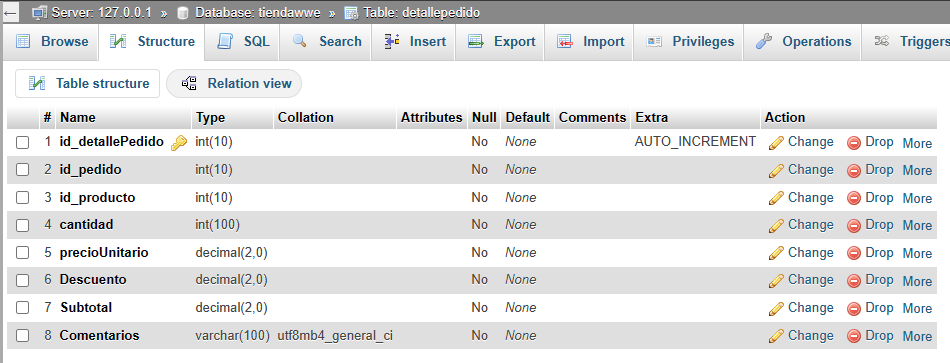 Server: 127.0.0.1 » Database: tiendawwe » Table: detallepedido
Browse Structure SQL Search Insert Export Import Privileges Operations Triggers
Table structure Relation view
# Name Type Collation Attributes Null Default Comments Extra Action
1 id_detallePedido int(10) No None AUTO_INCREMENT Change Drop More
2 id_pedido int(10) No None Change Drop More
3 id_producto int(10) No None Change Drop More
4 cantidad int(100) No None Change Drop More
5 precioUnitario decimal(2,0) No None Change Drop More
6 Descuento decimal(2,0) No None Change Drop More
7 Subtotal decimal(2,0) No None Change Drop More
8 Comentarios varchar(100) utf8mb4_general_ci No None Change Drop More